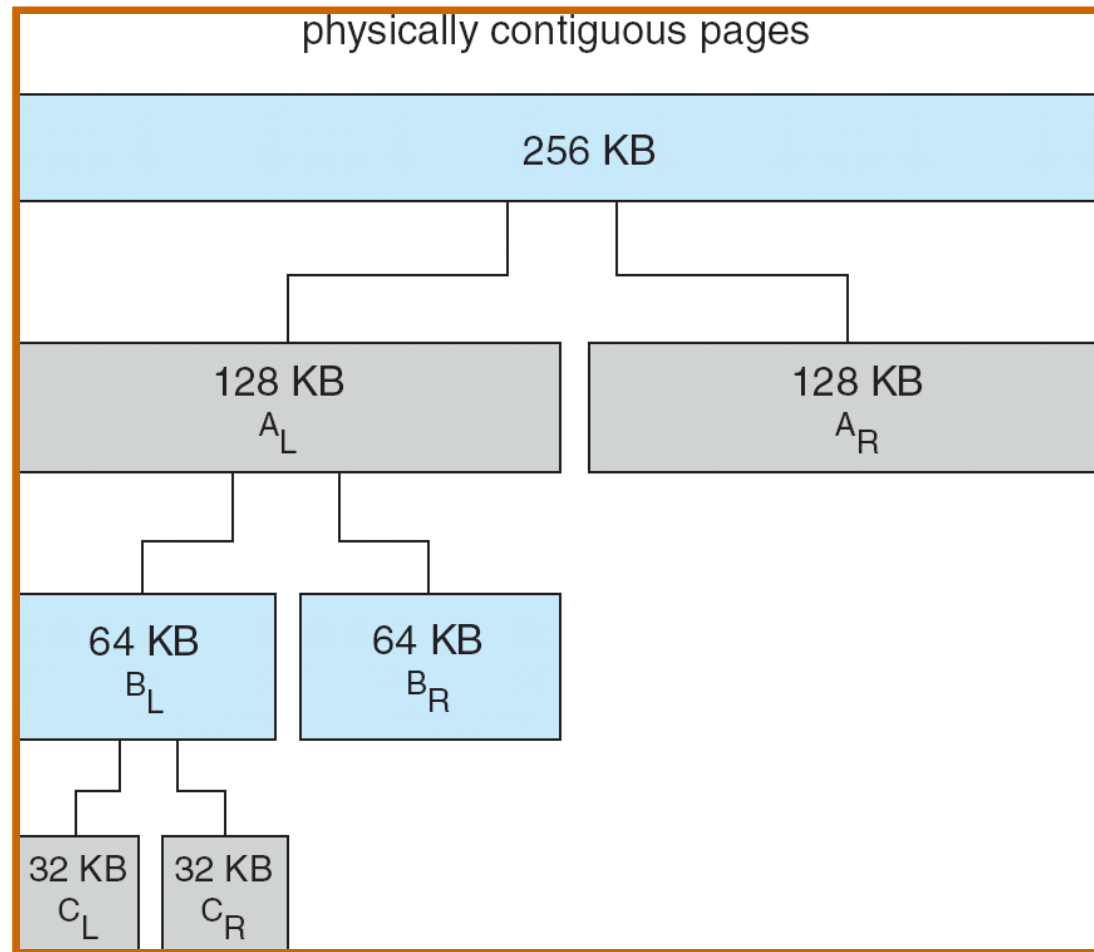 physically contiguous pages
256 KB
128 KB
A_L
128 KB
A_R
64 KB
B_L
64 KB
B_R
32 KB
C_L
32 KB
C_R